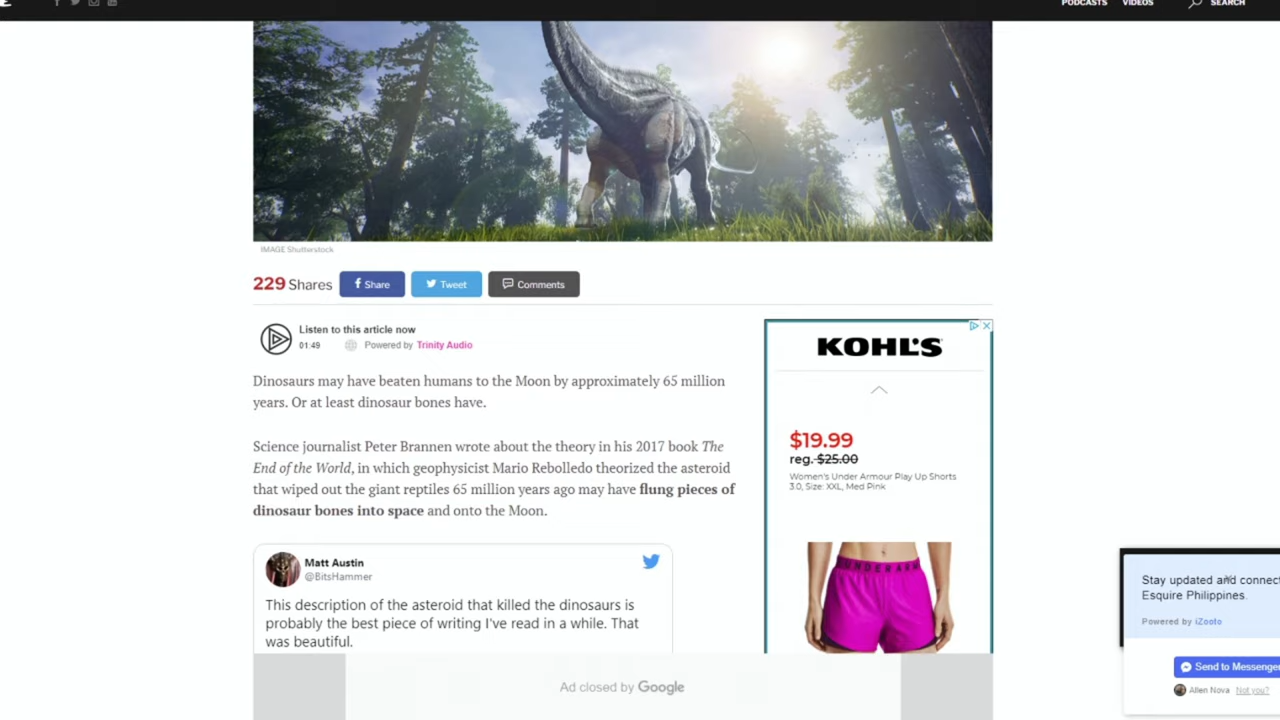 PODCASTS VIDEOS SEARCH
IMAGE Shutterstock
229 Shares Share Tweet Comments
Listen to this article now
01:49 Powered by Trinity Audio
Dinosaurs may have beaten humans to the Moon by approximately 65 million
years. Or at least dinosaur bones have.
Science journalist Peter Brannen wrote about the theory in his 2017 book The
End of the World, in which geophysicist Mario Rebolledo theorized the asteroid
that wiped out the giant reptiles 65 million years ago may have flung pieces of
dinosaur bones into space and onto the Moon.
Matt Austin
@BitsHammer
This description of the asteroid that killed the dinosaurs is
probably the best piece of writing I've read in a while. That
was beautiful.
KOHL'S
$19.99
reg. $25.00
Women's Under Armour Play Up Shorts
3.0, Size: XXL, Med Pink
UNDER ARM
Ad closed by Google
Stay updated and connect
Esquire Philippines.
Powered by iZooto
Send to Messenger
Allen Nova Not you?